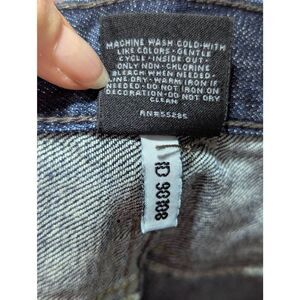 MACHINE WASH COLD-WITH
LIKE COLORS - GENTLE
CYCLE - INSIDE OUT -
ONLY NON - CHLORINE
BLEACH WHEN NEEDED -
LINE DRY - WARM IRON IF
NEEDED - DO NOT IRON ON
DECORATION - DO NOT DRY
CLEAN
RN#55285
ID 90108